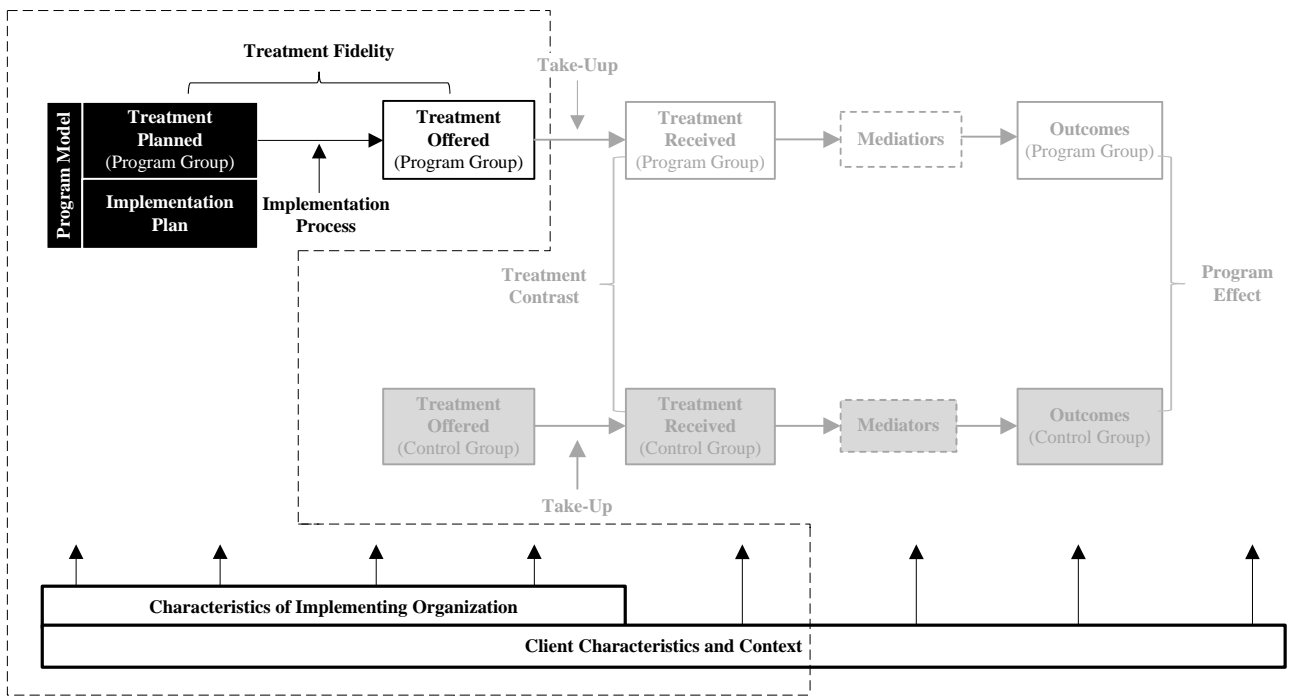 Treatment Fidelity
Take-Uup
Program Model
Treatment
Planned
(Program Group)
Implementation
Plan
Implementation
Process
Treatment
Offered
(Program Group)
Treatment
Received
(Program Group)
Mediatiors
Outcomes
(Program Group)
Treatment
Contrast
Program
Effect
Treatment
Offered
(Control Group)
Treatment
Received
(Control Group)
Mediators
Outcomes
(Control Group)
Take-Up
Characteristics of Implementing Organization
Client Characteristics and Context